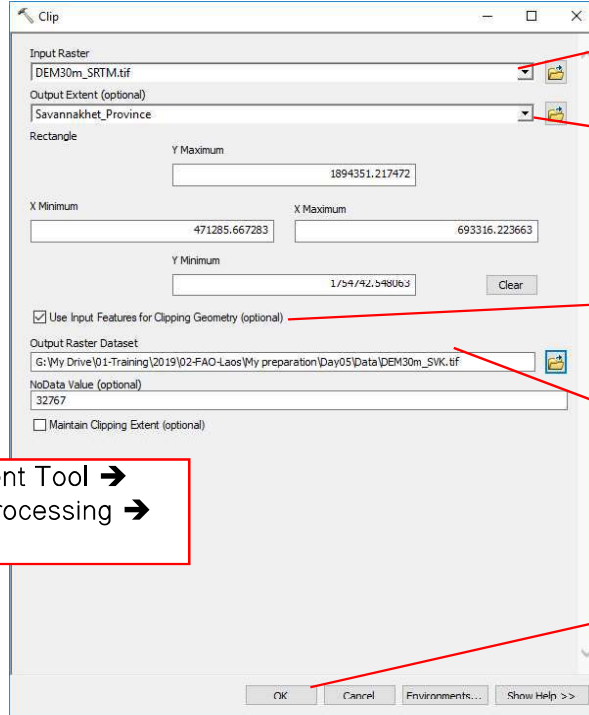 Clip
Input Raster
DEM30m_SRTM.tif
Output Extent (optional)
Savannakhet_Province
Rectangle
Y Maximum
1894351.217472
X Minimum
X Maximum
471285.667283
693316.223663
Y Minimum
1754742.548063
Clear
Use Input Features for Clipping Geometry (optional)
Output Raster Dataset
G:\My Drive\01-Training\2019\02-FAO-Laos\My preparation\Day05\Data\DEM30m_SVK.tif
NoData Value (optional)
32767
Maintain Clipping Extent (optional)
nt Tool ➔
rocessing ➔
OK
Cancel
Environments...
Show Help >>